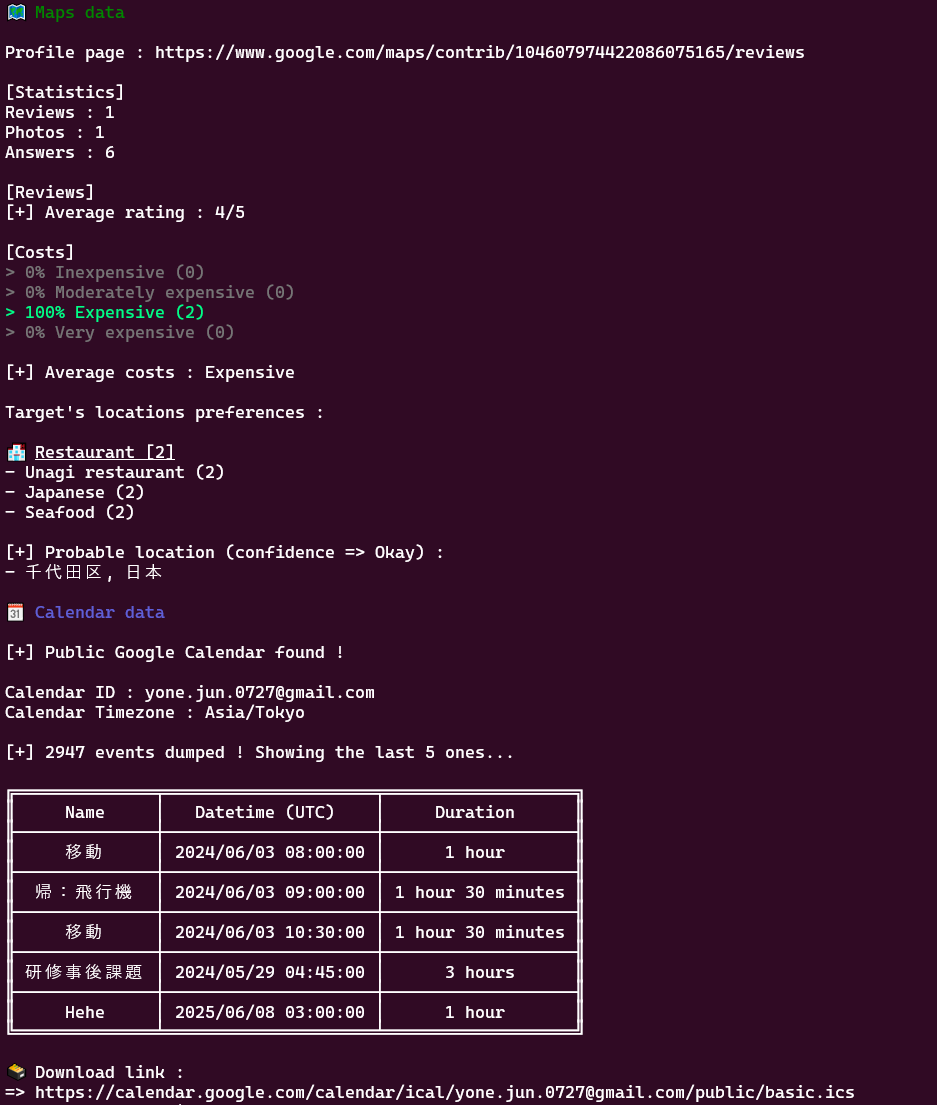 Maps data
Profile page : https://www.google.com/maps/contrib/104607974422086075165/reviews
[Statistics]
Reviews : 1
Photos : 1
Answers : 6
[Reviews]
[+] Average rating : 4/5
[Costs]
> 0% Inexpensive (0)
> 0% Moderately expensive (0)
> 100% Expensive (2)
> 0% Very expensive (0)
[+] Average costs : Expensive
Target's locations preferences :
Restaurant [2]
- Unagi restaurant (2)
- Japanese (2)
- Seafood (2)
[+] Probable location (confidence => Okay) :
- 千代田区, 日本
31 Calendar data
[+] Public Google Calendar found !
Calendar ID : yone.jun.0727@gmail.com
Calendar Timezone : Asia/Tokyo
[+] 2947 events dumped ! Showing the last 5 ones...
Name Datetime (UTC) Duration
移動 2024/06/03 08:00:00 1 hour
帰：飛行機 2024/06/03 09:00:00 1 hour 30 minutes
移動 2024/06/03 10:30:00 1 hour 30 minutes
研修事後課題 2024/05/29 04:45:00 3 hours
Hehe 2025/06/08 03:00:00 1 hour
Download link :
=> https://calendar.google.com/calendar/ical/yone.jun.0727@gmail.com/public/basic.ics